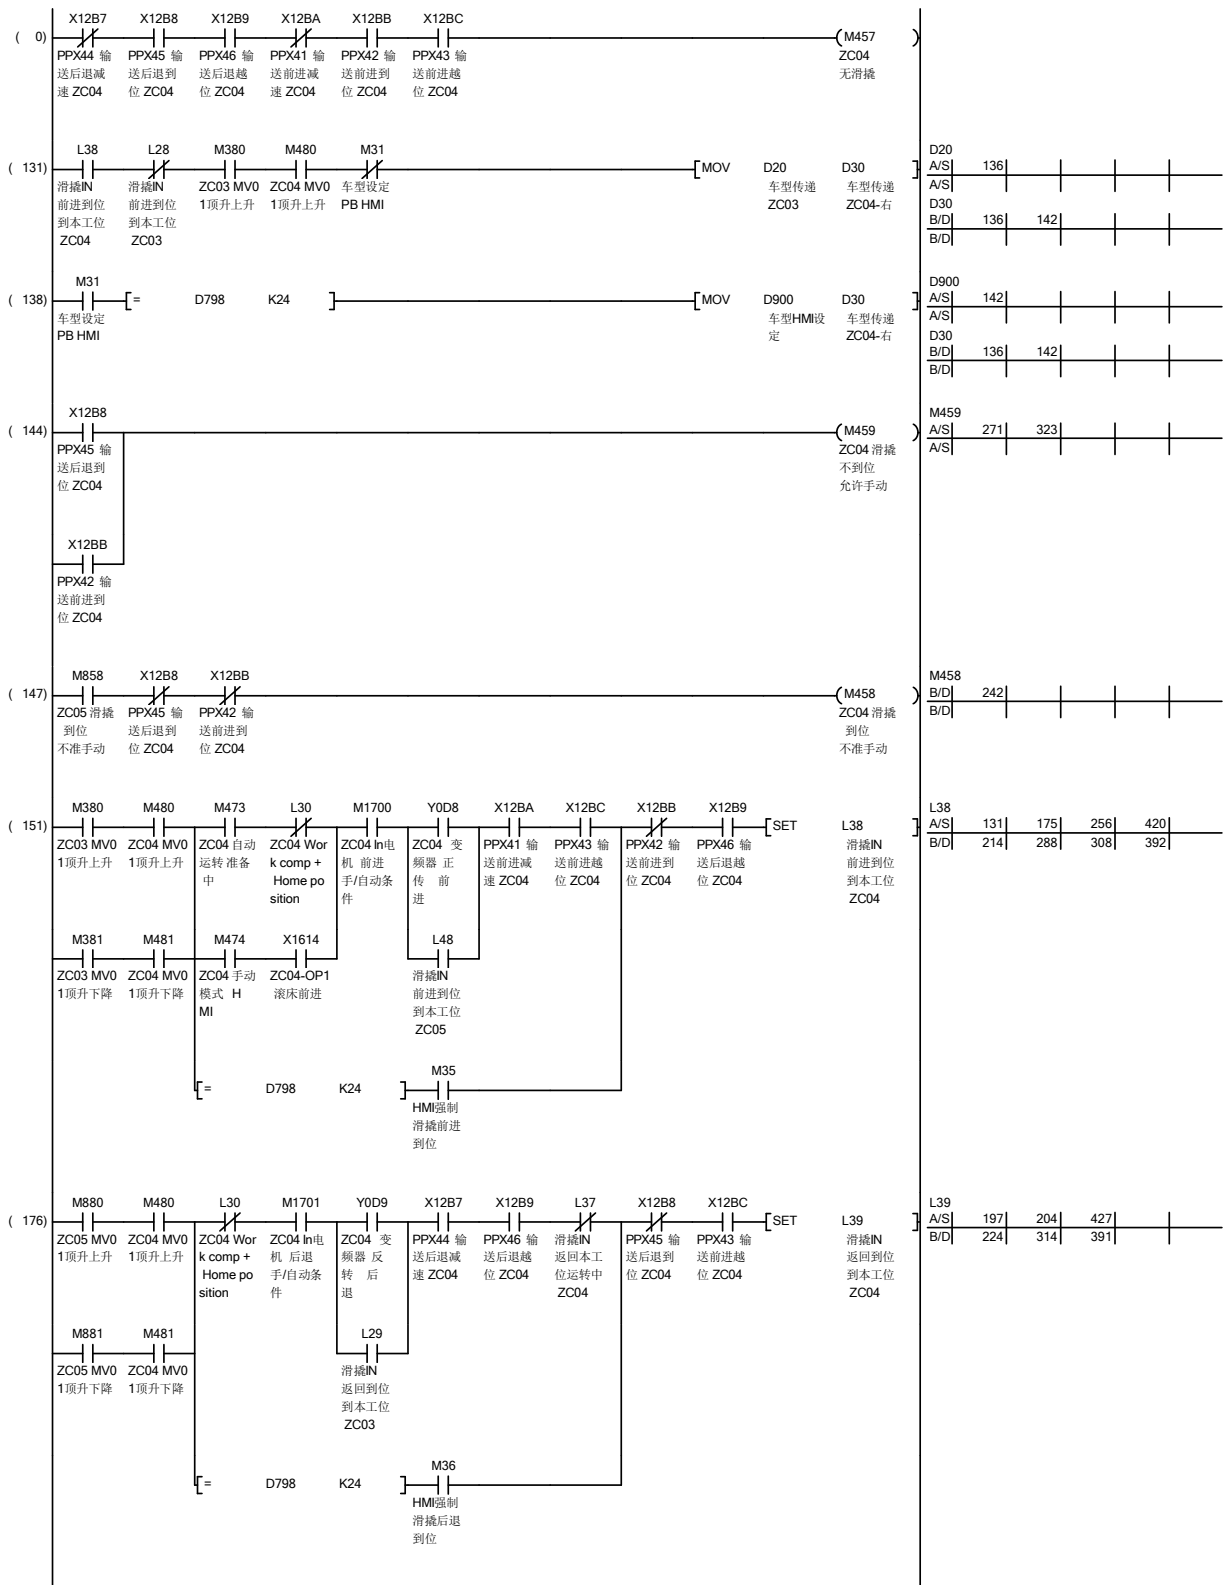 X12B7 X12B8 X12B9 X12BA X12BB X12BC
( 0) ( M457 )
PPX44 输 PPX45 输 PPX46 输 PPX41 输 PPX42 输 PPX43 输 ZC04
送后退减 送后退到 送后退越 送前进减 送前进到 送前进越 无滑撬
速 ZC04 位 ZC04 位 ZC04 速 ZC04 位 ZC04 位 ZC04
L38 L28 M380 M480 M31 D20
( 131) [ MOV D20 D30 ] A/S 136
滑撬IN 滑撬IN ZC03 MV0 ZC04 MV0 车型设定 车型传递 车型传递 A/S
前进到位 前进到位 1顶升上升 1顶升上升 PB HMI ZC03 ZC04-右 D30
到本工位 到本工位 B/D 136 142
ZC04 ZC03 B/D
M31 D900
( 138) [ = D798 K24 ] [ MOV D900 D30 ] A/S 142
车型设定 车型HMI设 车型传递 A/S
PB HMI 定 ZC04-右 D30
B/D 136 142
B/D
X12B8 M459
( 144) ( M459 ) A/S 271 323
PPX45 输 ZC04 滑撬 A/S
送后退到 不到位
位 ZC04 允许手动
X12BB
PPX42 输
送前进到
位 ZC04
M858 X12B8 X12BB M458
( 147) ( M458 ) B/D 242
ZC05 滑撬 PPX45 输 PPX42 输 ZC04 滑撬 B/D
到位 送后退到 送前进到 到位
不准手动 位 ZC04 位 ZC04 不准手动
M380 M480 M473 L30 M1700 Y0D8 X12BA X12BC X12BB X12B9 L38
( 151) [ SET L38 ] A/S 131 175 256 420
ZC03 MV0 ZC04 MV0 ZC04 自动 ZC04 Wor ZC04 In电 ZC04 变 PPX41 输 PPX43 输 PPX42 输 PPX46 输 滑撬IN B/D 214 288 308 392
1顶升上升 1顶升上升 运转 准备 k comp + 机 前进 频器 正 送前进减 送前进越 送前进到 送后退越 前进到位
中 Home po 手/自动条 传 前 速 ZC04 位 ZC04 位 ZC04 位 ZC04 到本工位
sition 件 进 ZC04
M381 M481 M474 X1614 L48
ZC03 MV0 ZC04 MV0 ZC04 手动 ZC04-OP1 滑撬IN
1顶升下降 1顶升下降 模式 H 滚床前进 前进到位
MI 到本工位
ZC05
[ = D798 K24 ] M35
HMI强制
滑撬前进
到位
M880 M480 L30 M1701 Y0D9 X12B7 X12B9 L37 X12B8 X12BC L39
( 176) [ SET L39 ] A/S 197 204 427
ZC05 MV0 ZC04 MV0 ZC04 Wor ZC04 In电 ZC04 变 PPX44 输 PPX46 输 滑撬IN PPX45 输 PPX43 输 滑撬IN B/D 224 314 391
1顶升上升 1顶升上升 k comp + 机 后退 频器 反 送后退减 送后退越 返回本工 送后退到 送前进越 返回到位
Home po 手/自动条 转 后 速 ZC04 位 ZC04 位运转中 位 ZC04 位 ZC04 到本工位
sition 件 退 ZC04 ZC04
M881 M481 L29
ZC05 MV0 ZC04 MV0 滑撬IN
1顶升下降 1顶升下降 返回到位
到本工位
ZC03
[ = D798 K24 ] M36
HMI强制
滑撬后退
到位